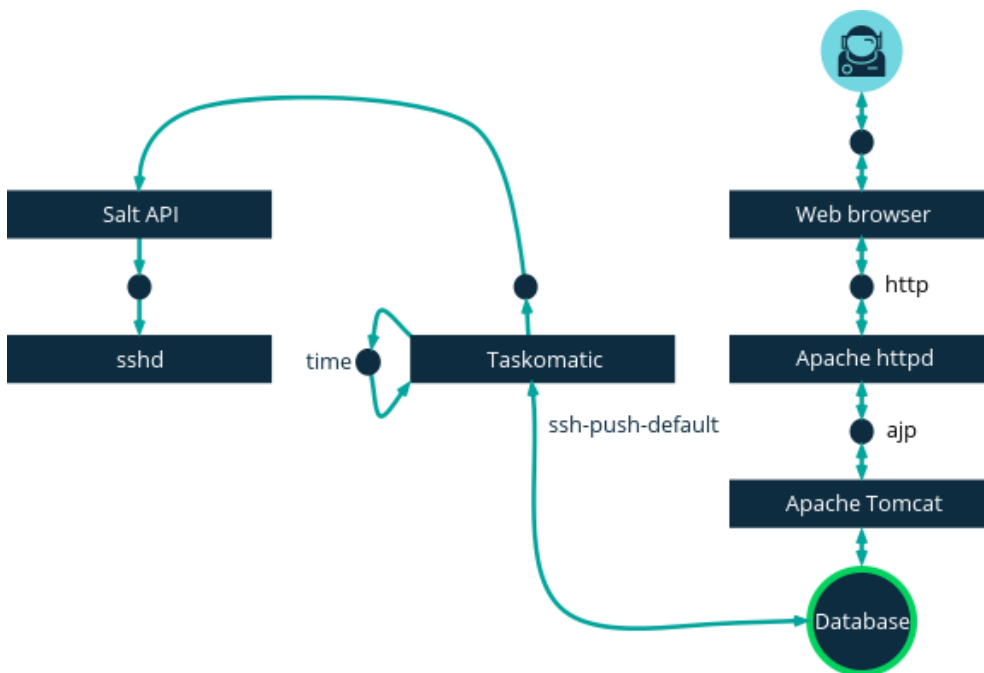 Salt API
Web browser
http
sshd
time
Taskomatic
Apache httpd
ssh-push-default
ajp
Apache Tomcat
Database